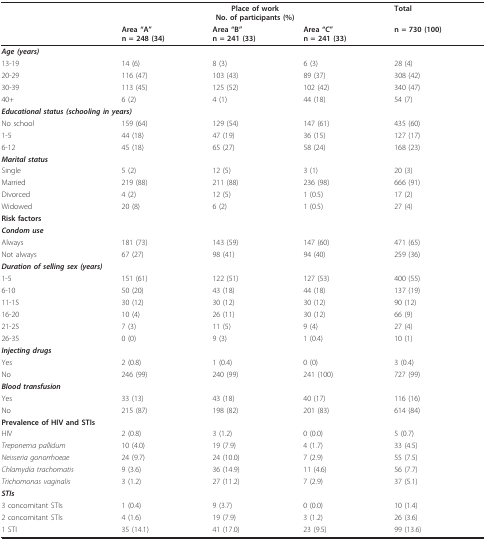 Place of work Total
No. of participants (%)
Area "A" Area "B" Area "C" n = 730 (100)
n = 248 (34) n = 241 (33) n = 241 (33)
Age (years)
13-19 14 (6) 8 (3) 6 (3) 28 (4)
20-29 116 (47) 103 (43) 89 (37) 308 (42)
30-39 113 (45) 125 (52) 102 (42) 340 (47)
40+ 6 (2) 4 (1) 44 (18) 54 (7)
Educational status (schooling in years)
No school 159 (64) 129 (54) 147 (61) 435 (60)
1-5 44 (18) 47 (19) 36 (15) 127 (17)
6-12 45 (18) 65 (27) 58 (24) 168 (23)
Marital status
Single 5 (2) 12 (5) 3 (1) 20 (3)
Married 219 (88) 211 (88) 236 (98) 666 (91)
Divorced 4 (2) 12 (5) 1 (0.5) 17 (2)
Widowed 20 (8) 6 (2) 1 (0.5) 27 (4)
Risk factors
Condom use
Always 181 (73) 143 (59) 147 (60) 471 (65)
Not always 67 (27) 98 (41) 94 (40) 259 (36)
Duration of selling sex (years)
1-5 151 (61) 122 (51) 127 (53) 400 (55)
6-10 50 (20) 43 (18) 44 (18) 137 (19)
11-15 30 (12) 30 (12) 30 (12) 90 (12)
16-20 10 (4) 26 (11) 30 (12) 66 (9)
21-25 7 (3) 11 (5) 9 (4) 27 (4)
26-35 0 (0) 9 (3) 1 (0.4) 10 (1)
Injecting drugs
Yes 2 (0.8) 1 (0.4) 0 (0) 3 (0.4)
No 246 (99) 240 (99) 241 (100) 727 (99)
Blood transfusion
Yes 33 (13) 43 (18) 40 (17) 116 (16)
No 215 (87) 198 (82) 201 (83) 614 (84)
Prevalence of HIV and STIs
HIV 2 (0.8) 3 (1.2) 0 (0.0) 5 (0.7)
Treponema pallidum 10 (4.0) 19 (7.9) 4 (1.7) 33 (4.5)
Neisseria gonorrhoeae 24 (9.7) 24 (10.0) 7 (2.9) 55 (7.5)
Chlamydia trachomatis 9 (3.6) 36 (14.9) 11 (4.6) 56 (7.7)
Trichomonas vaginalis 3 (1.2) 27 (11.2) 7 (2.9) 37 (5.1)
STIs
3 concomitant STIs 1 (0.4) 9 (3.7) 0 (0.0) 10 (1.4)
2 concomitant STIs 4 (1.6) 19 (7.9) 3 (1.2) 26 (3.6)
1 STI 35 (14.1) 41 (17.0) 23 (9.5) 99 (13.6)